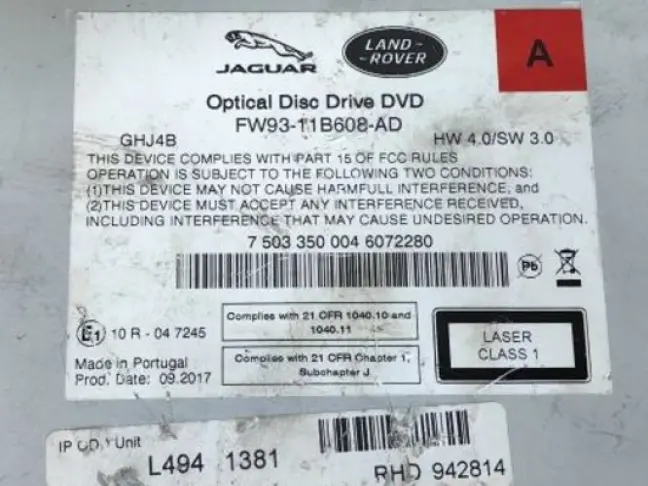 JAGUAR
LAND-
-ROVER
A
Optical Disc Drive DVD
FW93-11B608-AD
GHJ4B HW 4.0/SW 3.0
THIS DEVICE COMPLIES WITH PART 15 OF FCC RULES
OPERATION IS SUBJECT TO THE FOLLOWING TWO CONDITIONS:
(1)THIS DEVICE MAY NOT CAUSE HARMFULL INTERFERENCE, and
(2)THIS DEVICE MUST ACCEPT ANY INTERFERENCE RECEIVED,
INCLUDING INTERFERENCE THAT MAY CAUSE UNDESIRED OPERATION.
7 503 350 004 6072280
Pb
E1 10 R - 04 7245
Complies with 21 CFR 1040.10 and
1040.11
Complies with 21 CFR Chapter 1,
Subchapter J
LASER
CLASS 1
Made in Portugal
Prod. Date: 09.2017
IP Unit
L494 1381
RHD 942814